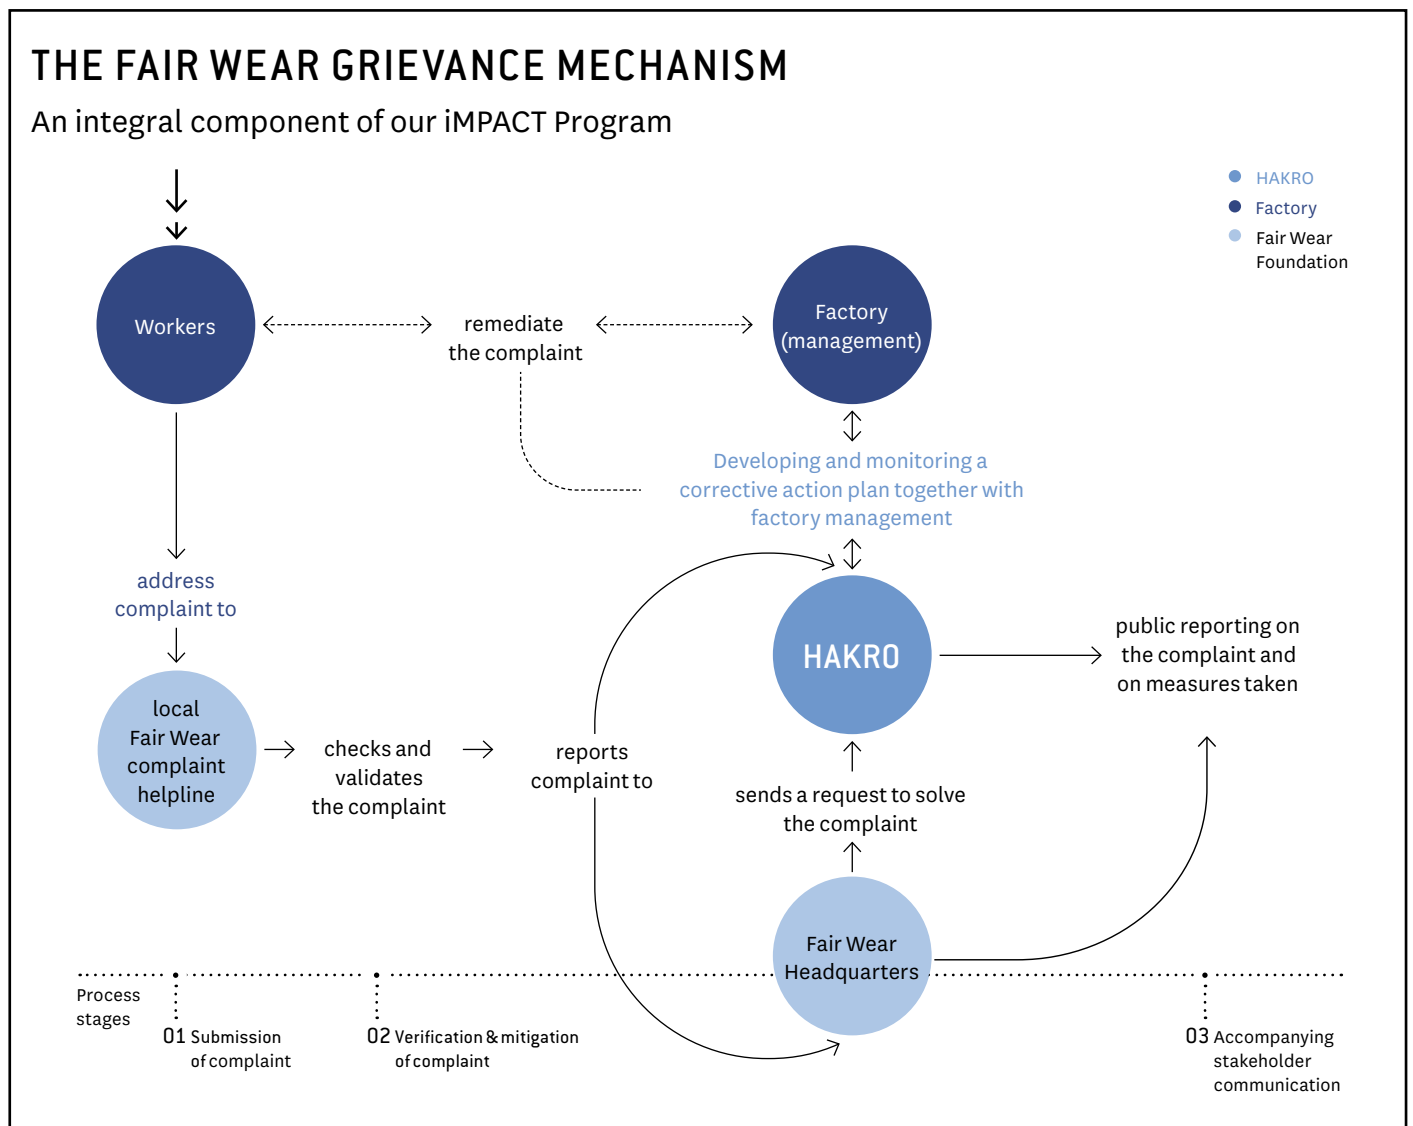 THE FAIR WEAR GRIEVANCE MECHANISM
An integral component of our iMPACT Program
HAKRO
Factory
Fair Wear
Foundation
Workers
remediate
the complaint
Factory
(management)
Developing and monitoring a
corrective action plan together with
factory management
address
complaint to
HAKRO
public reporting on
the complaint and
on measures taken
local
Fair Wear
complaint
helpline
checks and
validates
the complaint
reports
complaint to
sends a request to solve
the complaint
Fair Wear
Headquarters
Process
stages
01 Submission
of complaint
02 Verification & mitigation
of complaint
03 Accompanying
stakeholder
communication